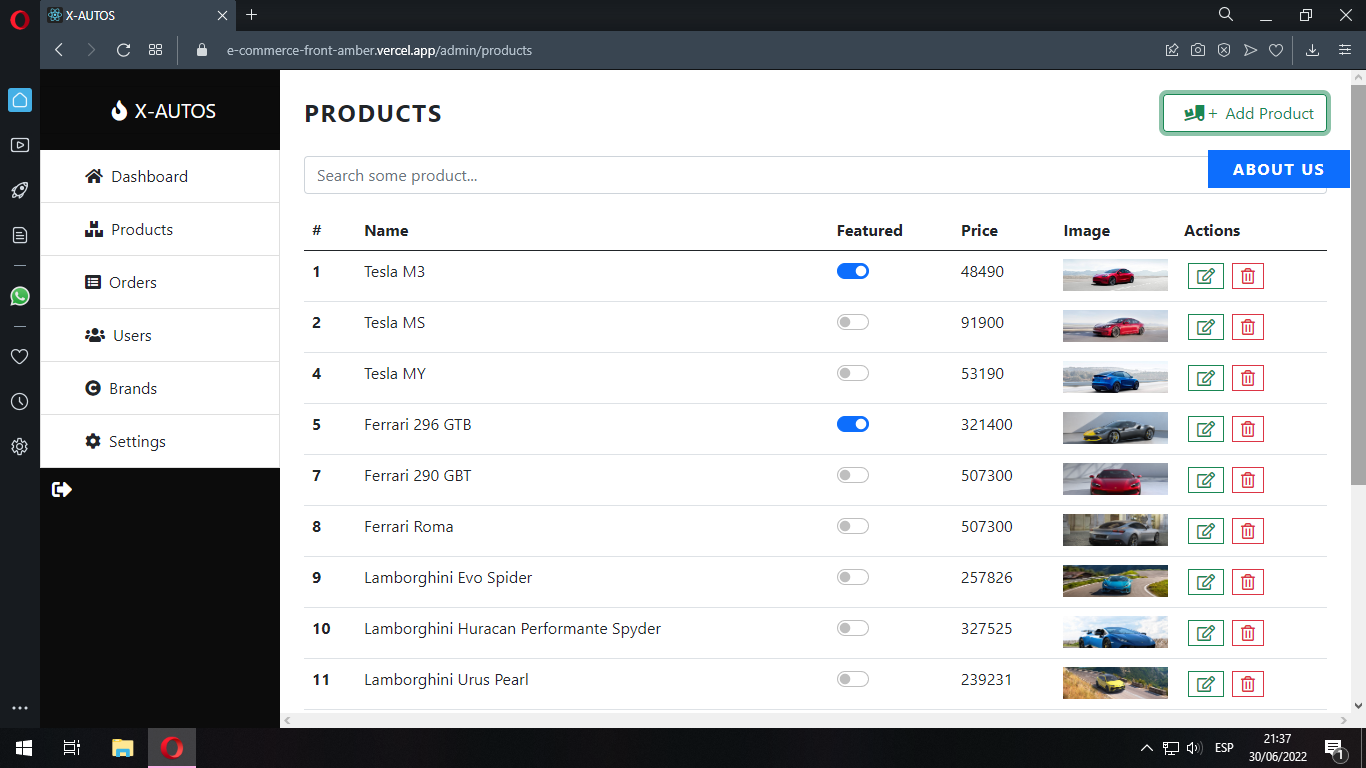 X-AUTOS
e-commerce-front-amber.vercel.app/admin/products
X-AUTOS
Dashboard
Products
Orders
Users
Brands
Settings
PRODUCTS
+ Add Product
Search some product...
ABOUT US
# Name Featured Price Image Actions
1 Tesla M3 48490
2 Tesla MS 91900
4 Tesla MY 53190
5 Ferrari 296 GTB 321400
7 Ferrari 290 GBT 507300
8 Ferrari Roma 507300
9 Lamborghini Evo Spider 257826
10 Lamborghini Huracan Performante Spyder 327525
11 Lamborghini Urus Pearl 239231
ESP
21:37
30/06/2022
1